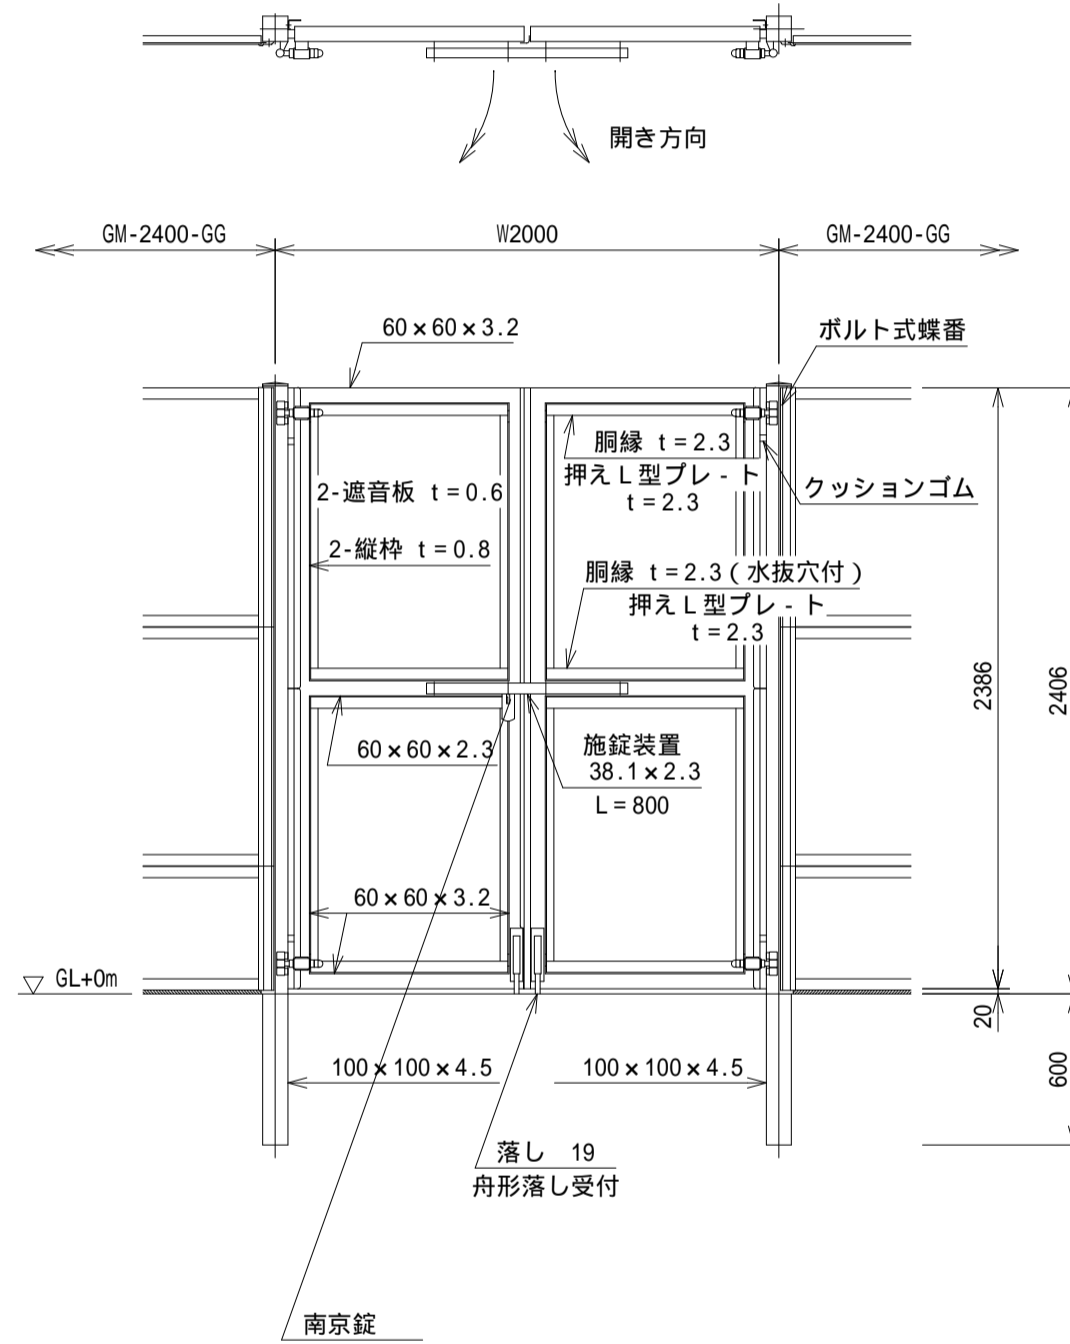 開き方向
GM-2400-GG
W2000
GM-2400-GG
60×60×3.2
ボルト式蝶番
胴縁 t=2.3
押えL型プレ-ト
t=2.3
2-遮音板 t=0.6
クッションゴム
2-縦枠 t=0.8
胴縁 t=2.3(水抜穴付)
押えL型プレ-ト
t=2.3
2386
2406
60×60×2.3
施錠装置
38.1×2.3
L=800
60×60×3.2
GL+0m
20
600
100×100×4.5
100×100×4.5
落し 19
舟形落し受付
南京錠